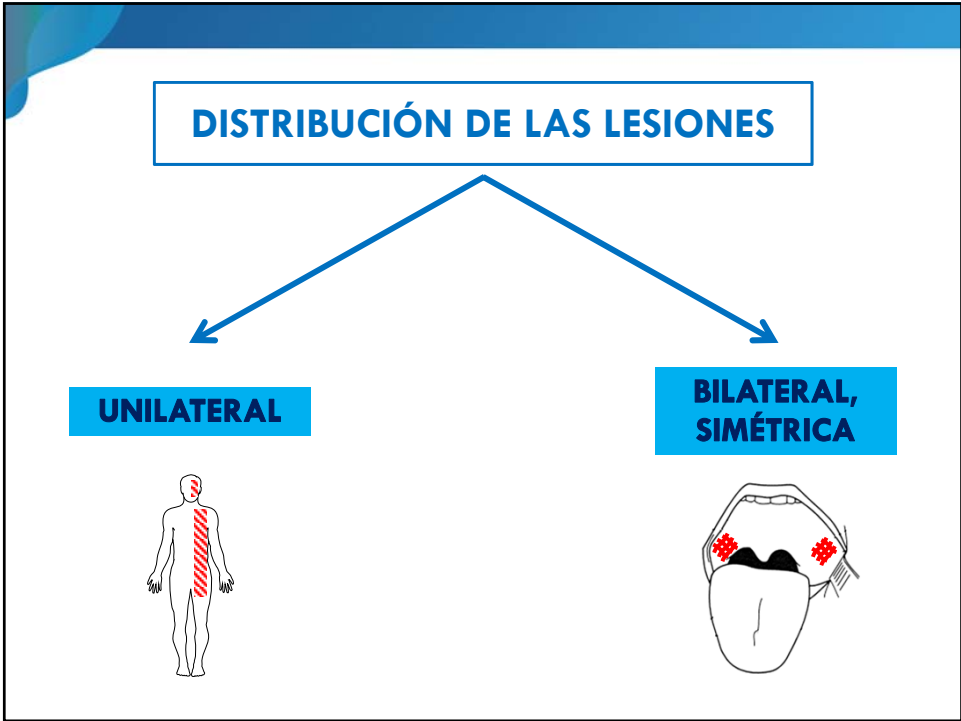 DISTRIBUCIÓN DE LAS LESIONES
UNILATERAL
BILATERAL,
SIMÉTRICA